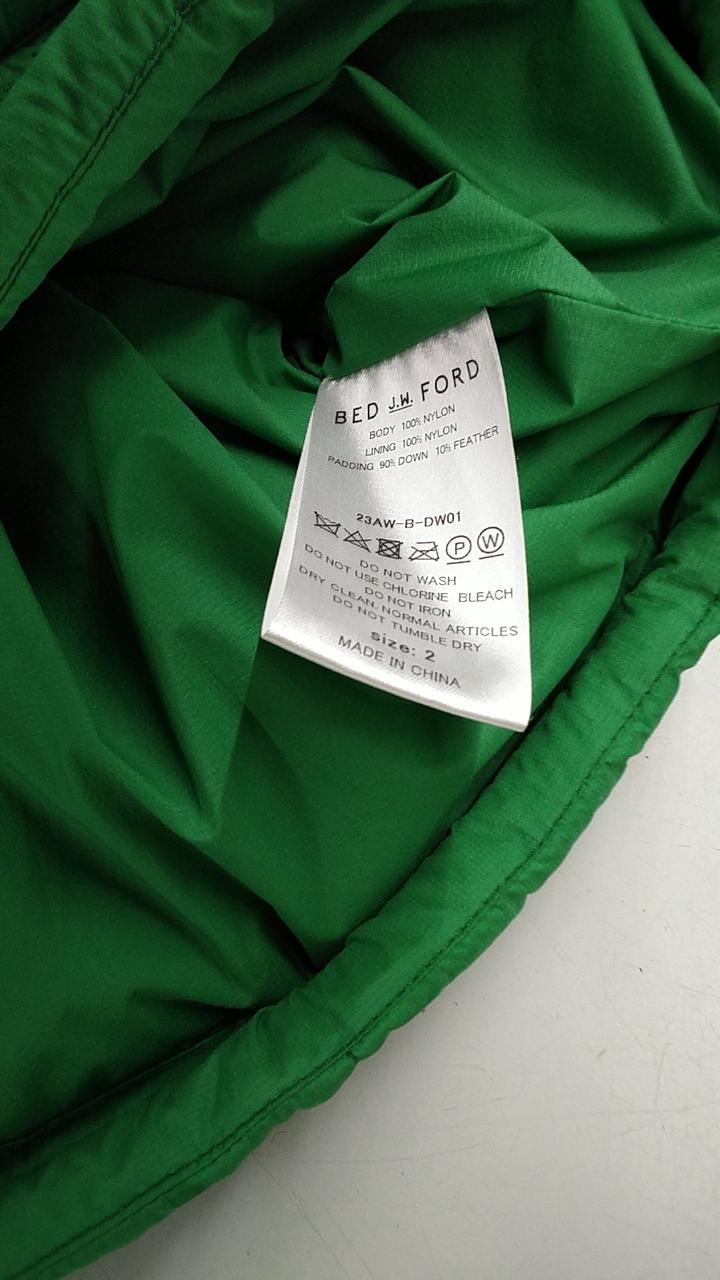 BED J.W. FORD
BODY 100% NYLON
LINING 100% NYLON
PADDING 90% DOWN 10% FEATHER
23AW-B-DW01
P W
DO NOT WASH
DO NOT USE CHLORINE BLEACH
DO NOT IRON
DRY CLEAN, NORMAL ARTICLES
DO NOT TUMBLE DRY
size: 2
MADE IN CHINA